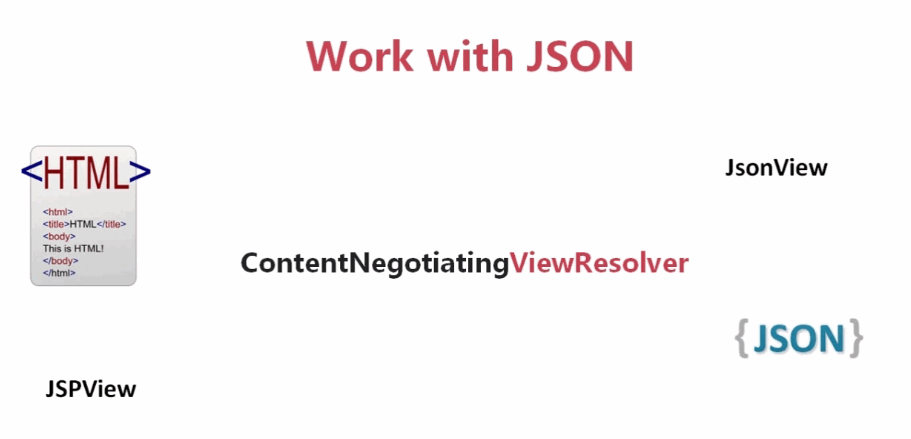 Work with JSON
<HTML>
<html>
<title>HTML</title>
<body>
This is HTML!
</body>
</html>
JsonView
ContentNegotiatingViewResolver
{JSON}
JSPView